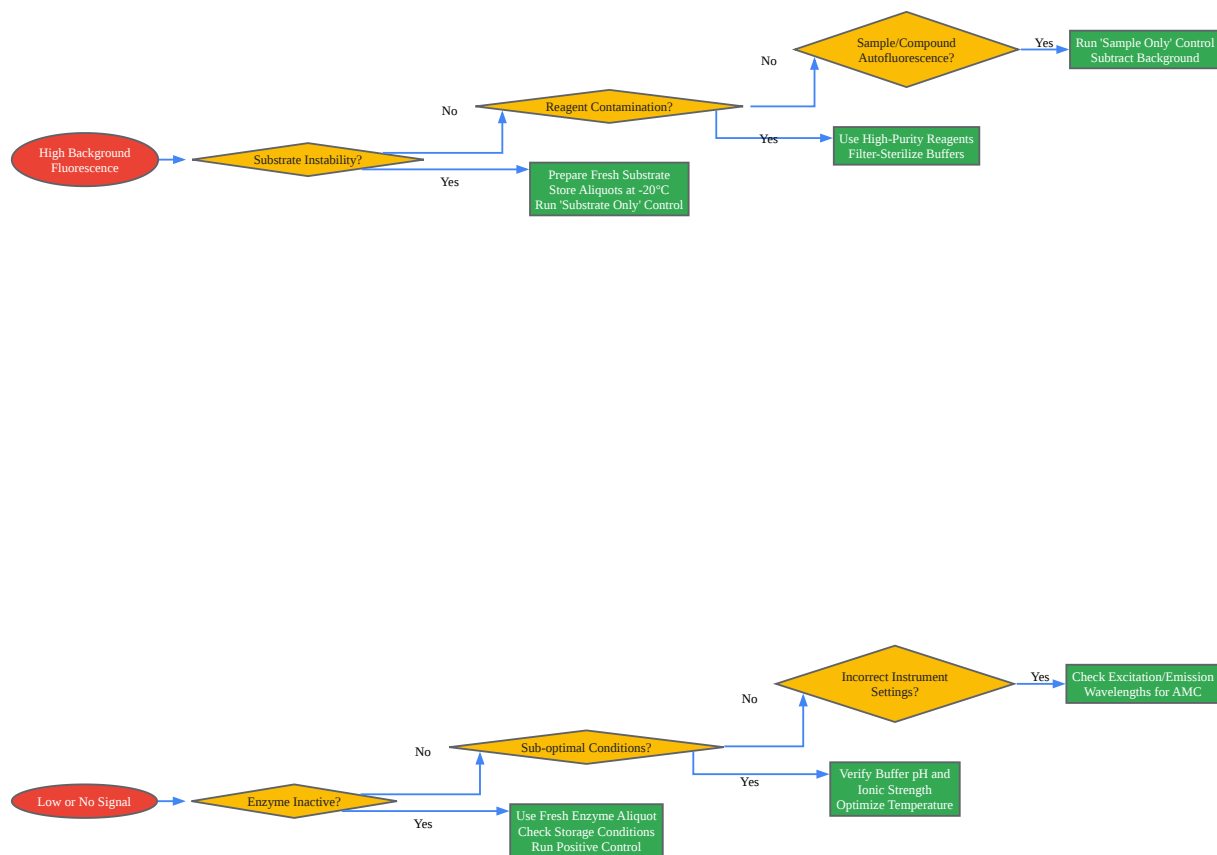 High Background
Fluorescence
Substrate Instability?
No
Yes
Prepare Fresh Substrate
Store Aliquots at -20°C
Run 'Substrate Only' Control
Reagent Contamination?
No
Yes
Use High-Purity Reagents
Filter-Sterilize Buffers
Sample/Compound
Autofluorescence?
Yes
Run 'Sample Only' Control
Subtract Background
Low or No Signal
Enzyme Inactive?
No
Yes
Use Fresh Enzyme Aliquot
Check Storage Conditions
Run Positive Control
Sub-optimal Conditions?
No
Yes
Verify Buffer pH and
Ionic Strength
Optimize Temperature
Incorrect Instrument
Settings?
Yes
Check Excitation/Emission
Wavelengths for AMC